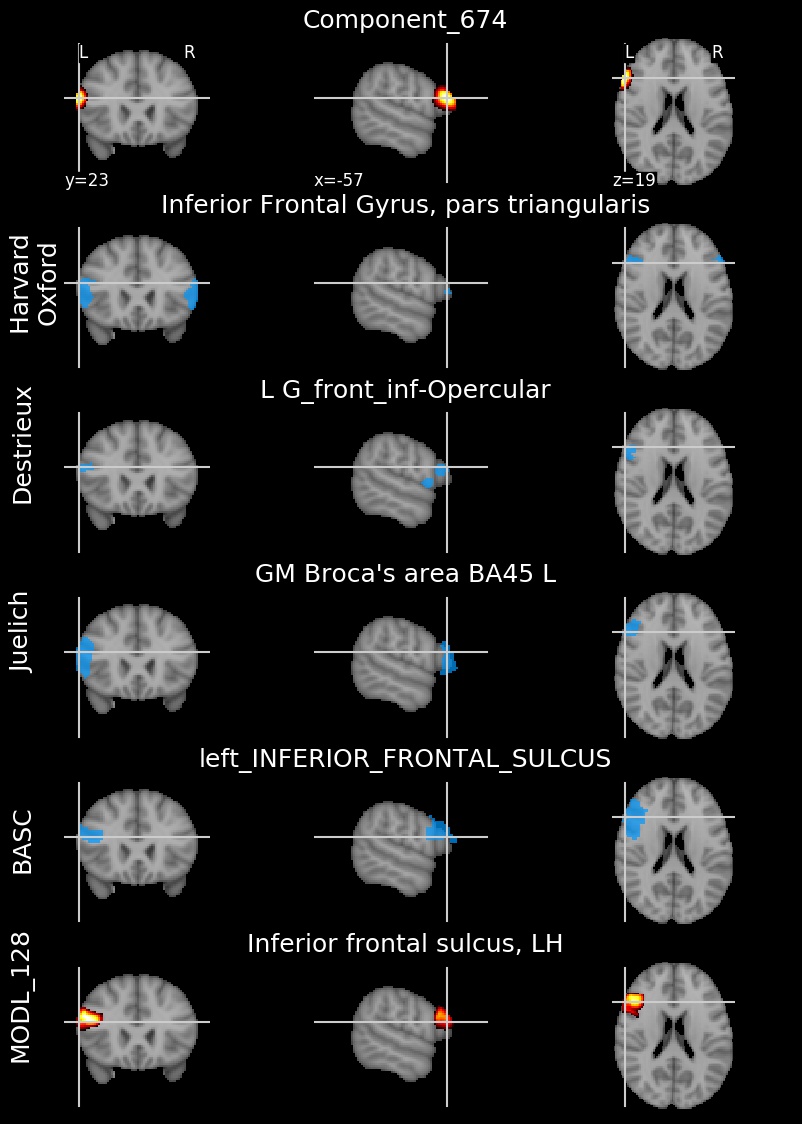 Component_674
L R
L R
y=23
x=-57
z=19
Inferior Frontal Gyrus, pars triangularis
Harvard
Oxford
L G_front_inf-Opercular
Destrieux
GM Broca's area BA45 L
Juelich
left_INFERIOR_FRONTAL_SULCUS
BASC
Inferior frontal sulcus, LH
MODL_128